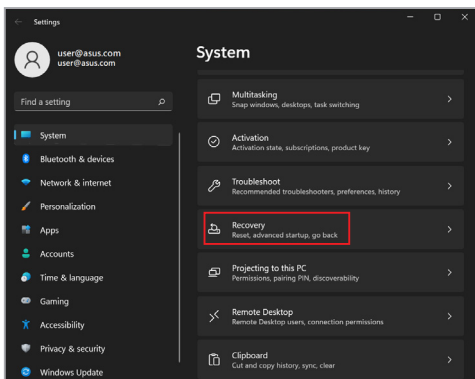 Settings
user@asus.com
user@asus.com
Find a setting
System
Bluetooth & devices
Network & internet
Personalization
Apps
Accounts
Time & language
Gaming
Accessibility
Privacy & security
Windows Update
System
Multitasking
Snap windows, desktops, task switching
Activation
Activation state, subscriptions, product key
Troubleshoot
Recommended troubleshooters, preferences, history
Recovery
Reset, advanced startup, go back
Projecting to this PC
Permissions, pairing PIN, discoverability
Remote Desktop
Remote Desktop users, connection permissions
Clipboard
Cut and copy history, sync, clear